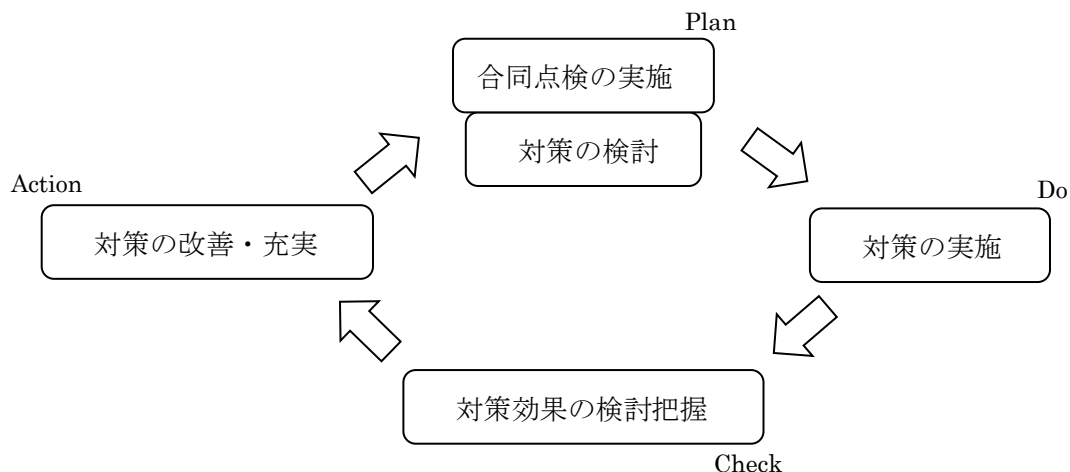 Plan
合同点検の実施
対策の検討
Action
Do
対策の改善・充実
対策の実施
対策効果の検討把握
Check